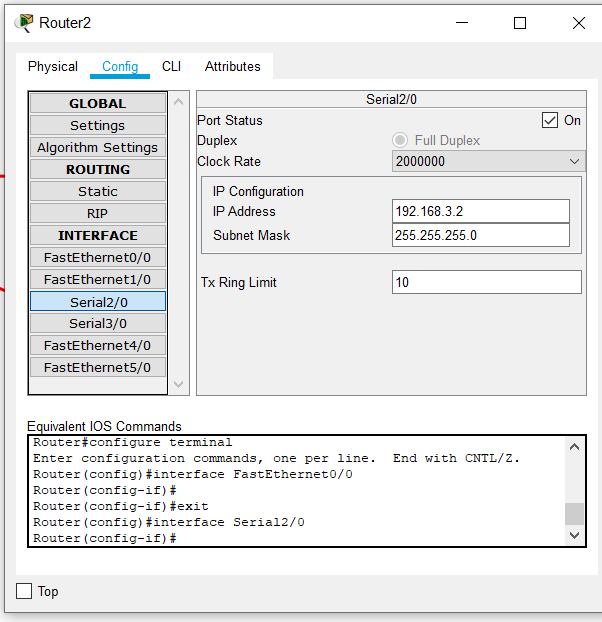 Router2
Physical Config CLI Attributes
GLOBAL
Settings
Algorithm Settings
ROUTING
Static
RIP
INTERFACE
FastEthernet0/0
FastEthernet1/0
Serial2/0
Serial3/0
FastEthernet4/0
FastEthernet5/0
Serial2/0
Port Status On
Duplex Full Duplex
Clock Rate 2000000
IP Configuration
IP Address 192.168.3.2
Subnet Mask 255.255.255.0
Tx Ring Limit 10
Equivalent IOS Commands
Router#configure terminal
Enter configuration commands, one per line.  End with CNTL/Z.
Router(config)#interface FastEthernet0/0
Router(config-if)#
Router(config-if)#exit
Router(config)#interface Serial2/0
Router(config-if)#
Top